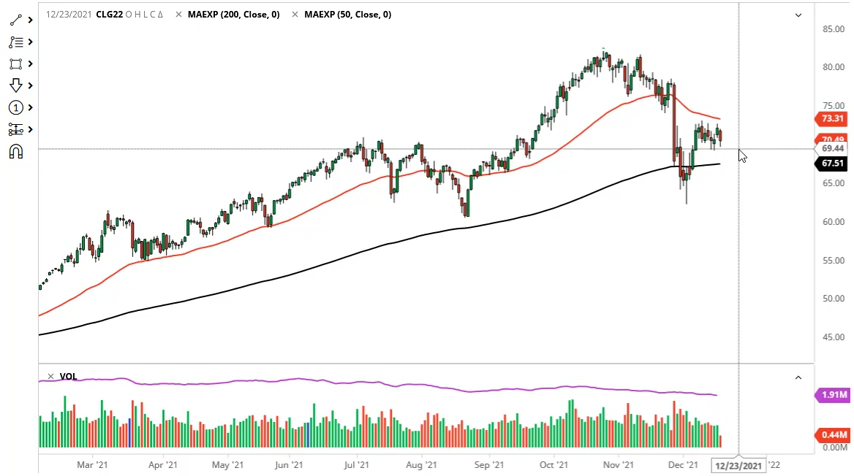 12/23/2021 CLG22 O H L C Δ × MAEXP (200, Close, 0) × MAEXP (50, Close, 0)
85.00
80.00
75.00
73.31
70.49
69.44
67.51
65.00
60.00
55.00
50.00
45.00
× VOL
1.91M
0.44M
0.00M
Mar '21 Apr '21 May '21 Jun '21 Jul '21 Aug '21 Sep '21 Oct '21 Nov '21 Dec '21 12/23/2021 '22